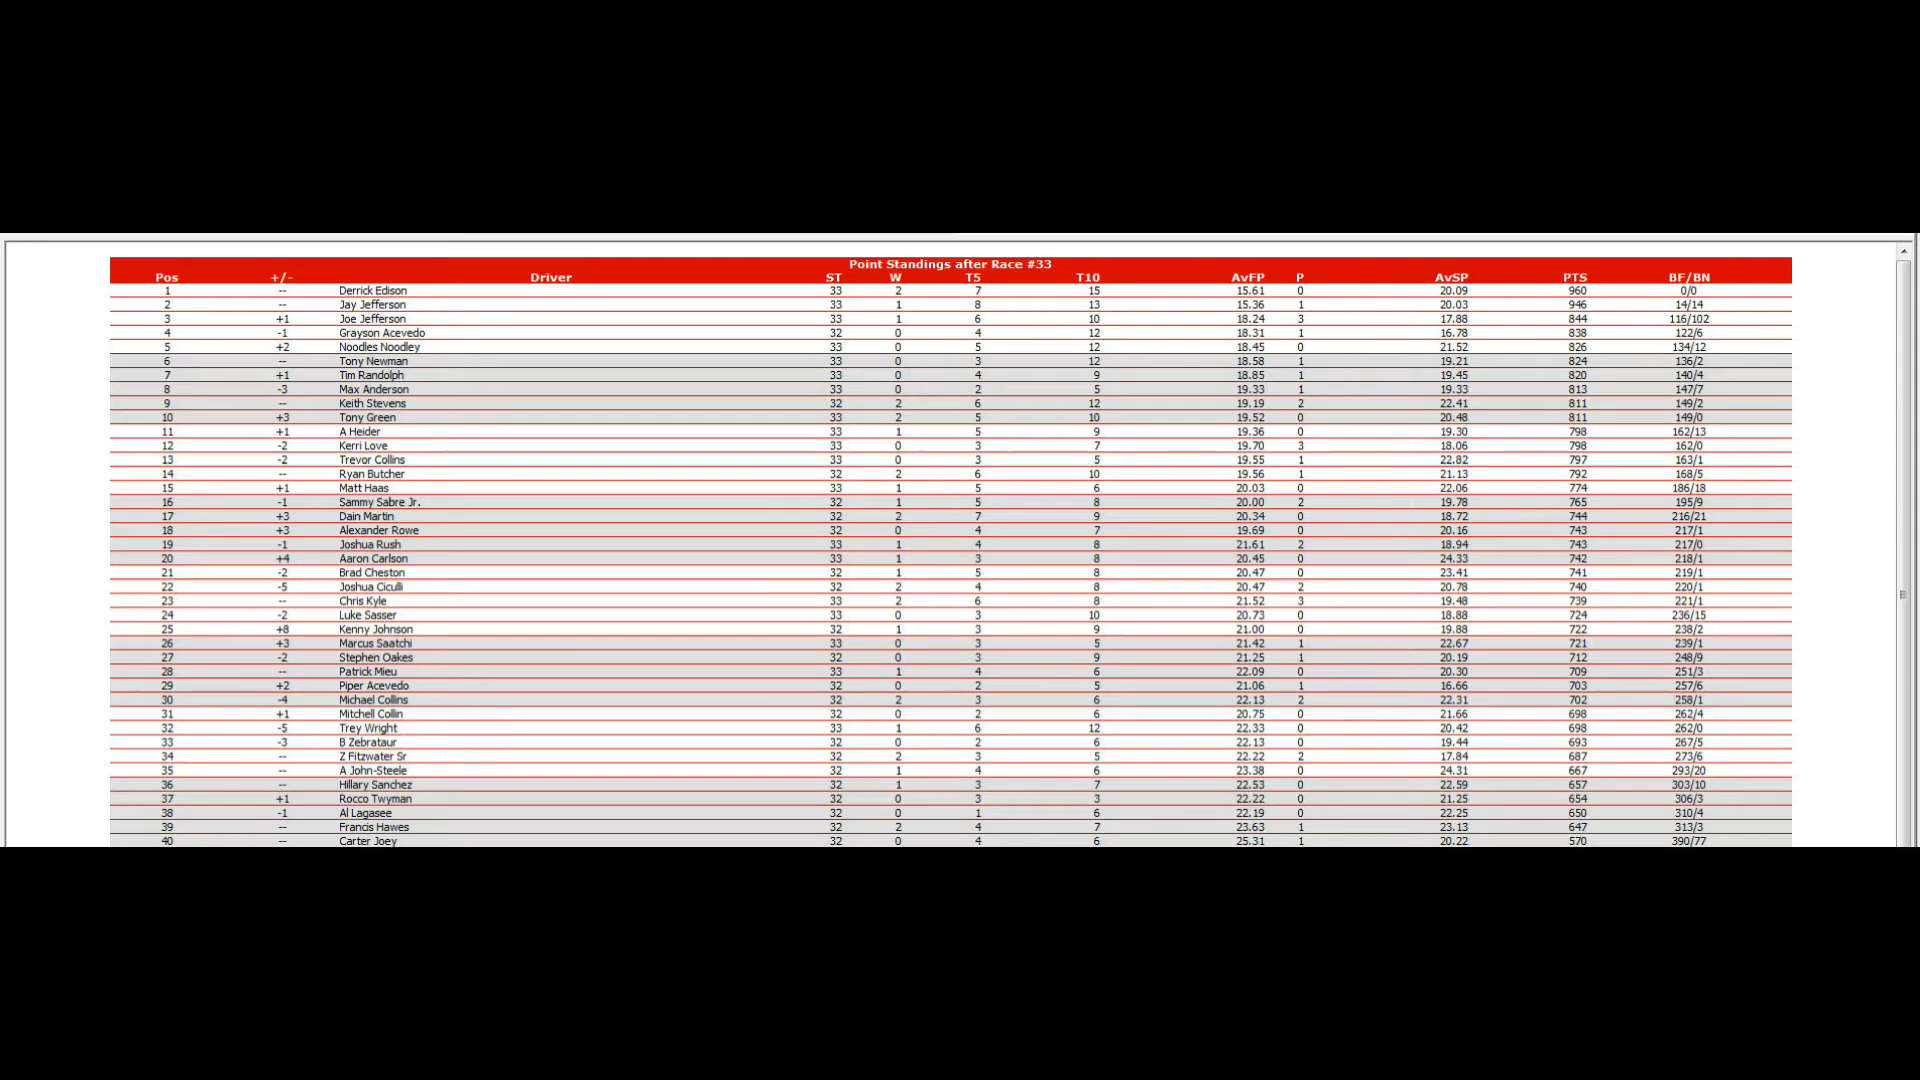 Point Standings after Race #33
Pos +/- Driver ST W T5 T10 AvFP P AvSP PTS BF/BN
1 -- Derrick Edison 33 2 7 15 15.61 0 20.09 960 0/0
2 -- Jay Jefferson 33 1 8 13 15.36 1 20.03 946 14/14
3 +1 Joe Jefferson 33 1 6 10 18.24 3 17.88 844 116/102
4 -1 Grayson Acevedo 32 0 4 12 18.31 1 16.78 838 122/6
5 +2 Noodles Noodley 33 0 5 12 18.45 0 21.52 826 134/12
6 -- Tony Newman 33 0 3 12 18.58 1 19.21 824 136/2
7 +1 Tim Randolph 33 0 4 9 18.85 1 19.45 820 140/4
8 -3 Max Anderson 33 0 2 5 19.33 1 19.33 813 147/7
9 -- Keith Stevens 32 2 6 12 19.19 2 22.41 811 149/2
10 +3 Tony Green 33 2 5 10 19.52 0 20.48 811 149/0
11 +1 A Heider 33 1 5 9 19.36 0 19.30 798 162/13
12 -2 Kerri Love 33 0 3 7 19.70 3 18.06 798 162/0
13 -2 Trevor Collins 33 0 3 5 19.55 1 22.82 797 163/1
14 -- Ryan Butcher 32 2 6 10 19.56 1 21.13 792 168/5
15 +1 Matt Haas 33 1 5 6 20.03 0 22.06 774 186/18
16 -1 Sammy Sabre Jr. 32 1 5 8 20.00 2 19.78 765 195/9
17 +3 Dain Martin 32 2 7 9 20.34 0 18.72 744 216/21
18 +3 Alexander Rowe 32 0 4 7 19.69 0 20.16 743 217/1
19 -1 Joshua Rush 33 1 4 8 21.61 2 18.94 743 217/0
20 +4 Aaron Carlson 33 1 3 8 20.45 0 24.33 742 218/1
21 -2 Brad Cheston 32 1 5 8 20.47 0 23.41 741 219/1
22 -5 Joshua Ciculli 32 2 4 8 20.47 2 20.78 740 220/1
23 -- Chris Kyle 33 2 6 8 21.52 3 19.48 739 221/1
24 -2 Luke Sasser 33 0 3 10 20.73 0 18.88 724 236/15
25 +8 Kenny Johnson 32 1 3 9 21.00 0 19.88 722 238/2
26 +3 Marcus Saatchi 33 0 3 5 21.42 1 22.67 721 239/1
27 -2 Stephen Oakes 32 0 3 9 21.25 1 20.19 712 248/9
28 -- Patrick Mieu 33 1 4 6 22.09 0 20.30 709 251/3
29 +2 Piper Acevedo 32 0 2 5 21.06 1 16.66 703 257/6
30 -4 Michael Collins 32 2 3 6 22.13 2 22.31 702 258/1
31 +1 Mitchell Collin 32 0 2 6 20.75 0 21.66 698 262/4
32 -5 Trey Wright 33 1 6 12 22.33 0 20.42 698 262/0
33 -3 B Zebrataur 32 0 2 6 22.13 0 19.44 693 267/5
34 -- Z Fitzwater Sr 32 2 3 5 22.22 2 17.84 687 273/6
35 -- A John-Steele 32 1 4 6 23.38 0 24.31 667 293/20
36 -- Hillary Sanchez 32 1 3 7 22.53 0 22.59 657 303/10
37 +1 Rocco Twyman 32 0 3 3 22.22 0 21.25 654 306/3
38 -1 Al Lagasee 32 0 1 6 22.19 0 22.25 650 310/4
39 -- Francis Hawes 32 2 4 7 23.63 1 23.13 647 313/3
40 -- Carter Joey 32 0 4 6 25.31 1 20.22 570 390/77